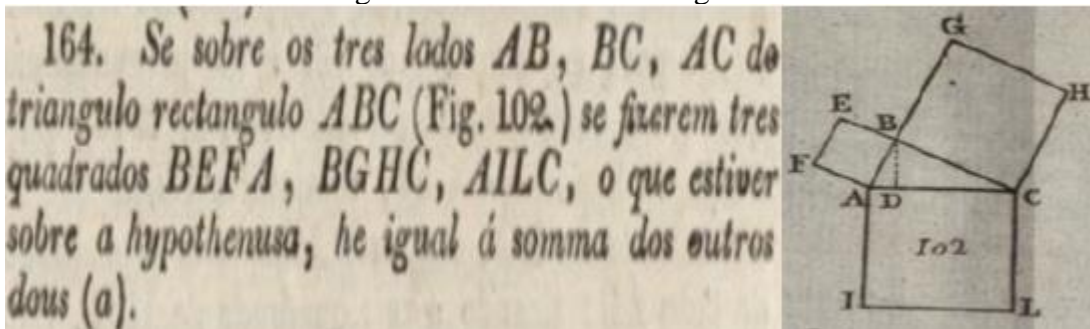 164. Se sobre os tres lados AB, BC, AC do
triangulo rectangulo ABC (Fig. 102.) se fizerem tres
quadrados BEFA, BGHC, AILC, o que estiver
sobre a hypothenusa, he igual á somma dos outros
dous (a).
G
H
E
B
F
A
D
C
102
I
L